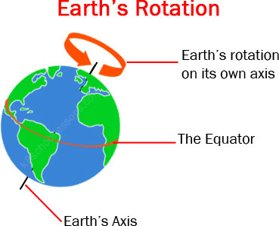 Earth's Rotation
Earth's rotation
on its own axis
The Equator
Earth's Axis